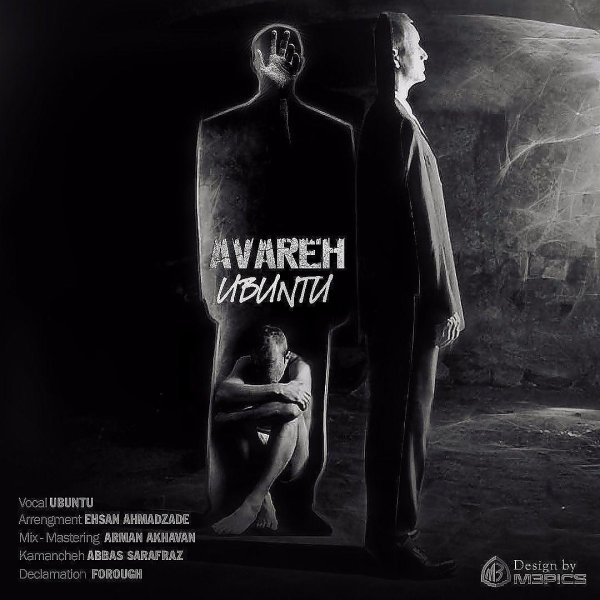 AVAREH
UBUNTU
Vocal UBUNTU
Arrengment EHSAN AHMADZADE
Mix - Mastering ARMAN AKHAVAN
Kamancheh ABBAS SARAFRAZ
Declamation FOROUGH
Design by
M3PICS